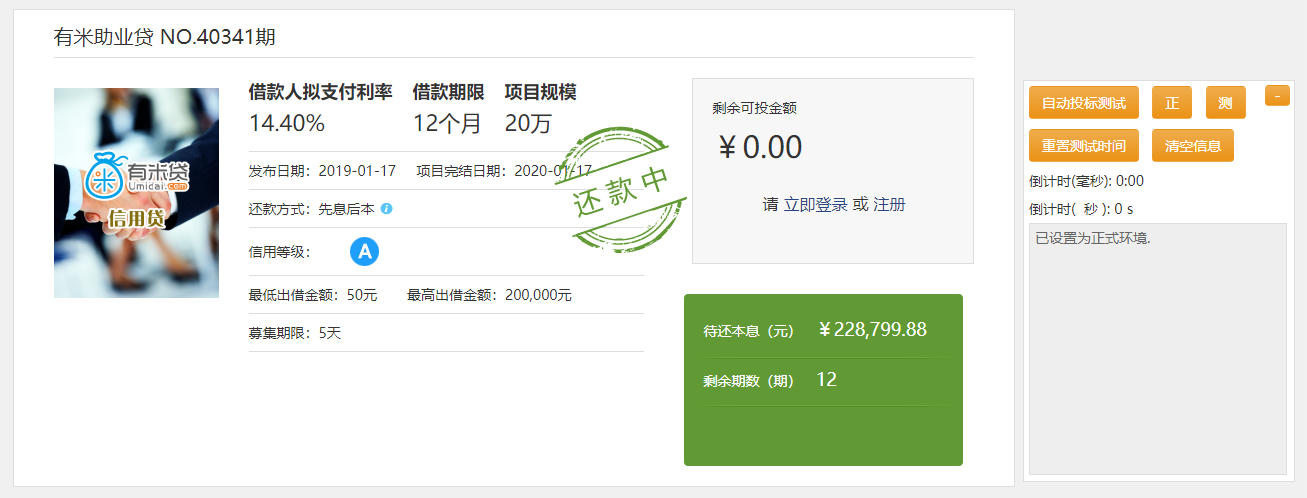 有米助业贷 NO.40341期
有米贷
Umidai.com
信用贷
借款人拟支付利率 借款期限 项目规模
14.40% 12个月 20万
发布日期：2019-01-17 项目完结日期：2020-01-17
还款方式：先息后本
信用等级： A
最低出借金额：50元 最高出借金额：200,000元
募集期限：5天
还款中
剩余可投金额
￥0.00
请 立即登录 或 注册
待还本息（元） ￥228,799.88
剩余期数（期） 12
自动投标测试 正 测 -
重置测试时间 清空信息
倒计时(毫秒): 0:00
倒计时( 秒 ): 0 s
已设置为正式环境.